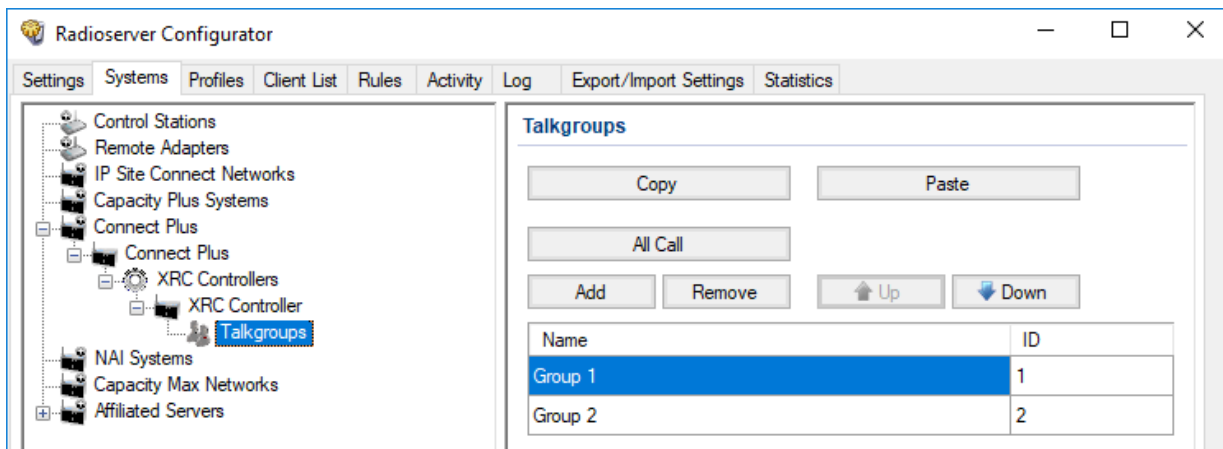 Radioserver Configurator
Settings Systems Profiles Client List Rules Activity Log Export/Import Settings Statistics
Control Stations
Remote Adapters
IP Site Connect Networks
Capacity Plus Systems
Connect Plus
Connect Plus
XRC Controllers
XRC Controller
Talkgroups
NAI Systems
Capacity Max Networks
Affiliated Servers
Talkgroups
Copy Paste
All Call
Add Remove Up Down
Name ID
Group 1 1
Group 2 2